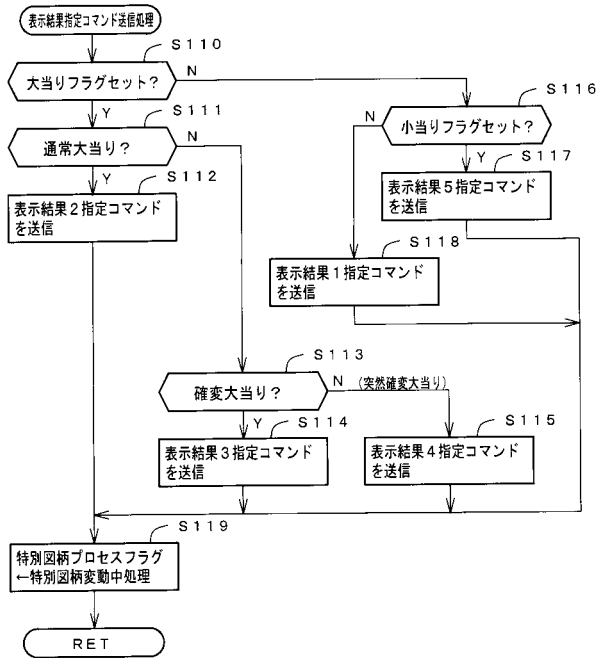 表示結果指定コマンド送信処理
S110
大当りフラグセット?
N
Y
S111
通常大当り?
N
Y
S112
表示結果2指定コマンド
を送信
S116
小当りフラグセット?
N
Y
S117
表示結果5指定コマンド
を送信
S118
表示結果1指定コマンド
を送信
S113
確変大当り?
N
(突然確変大当り)
Y
S114
表示結果3指定コマンド
を送信
S115
表示結果4指定コマンド
を送信
S119
特別図柄プロセスフラグ
←特別図柄変動中処理
RET